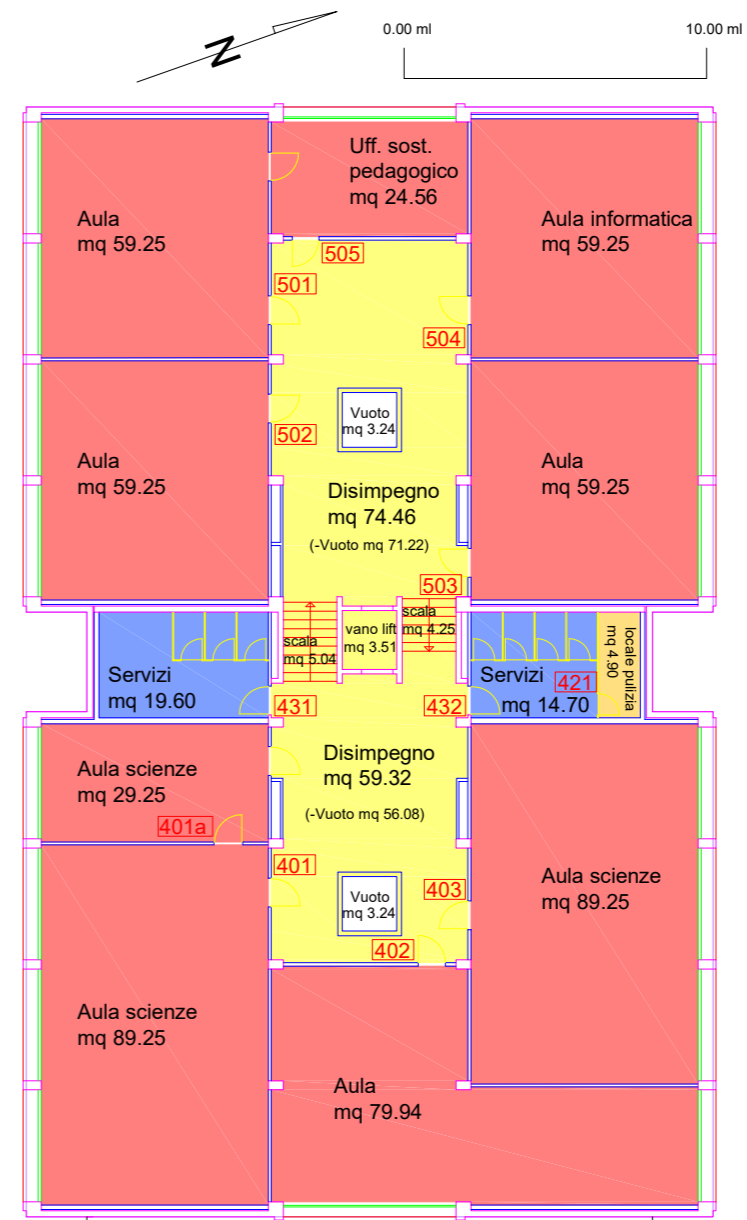 N
0.00 ml
10.00 ml
Uff. sost.
pedagogico
mq 24.56
Aula
mq 59.25
Aula informatica
mq 59.25
505
501
504
Vuoto
mq 3.24
502
Aula
mq 59.25
Aula
mq 59.25
Disimpegno
mq 74.46
(-Vuoto mq 71.22)
503
scala
mq 5.04
vano lift
mq 3.51
scala
mq 4.25
Servizi
mq 19.60
Servizi
mq 14.70
421
locale pulizia
mq 4.90
431
432
Disimpegno
mq 59.32
(-Vuoto mq 56.08)
Aula scienze
mq 29.25
401a
401
Vuoto
mq 3.24
403
402
Aula scienze
mq 89.25
Aula scienze
mq 89.25
Aula
mq 79.94